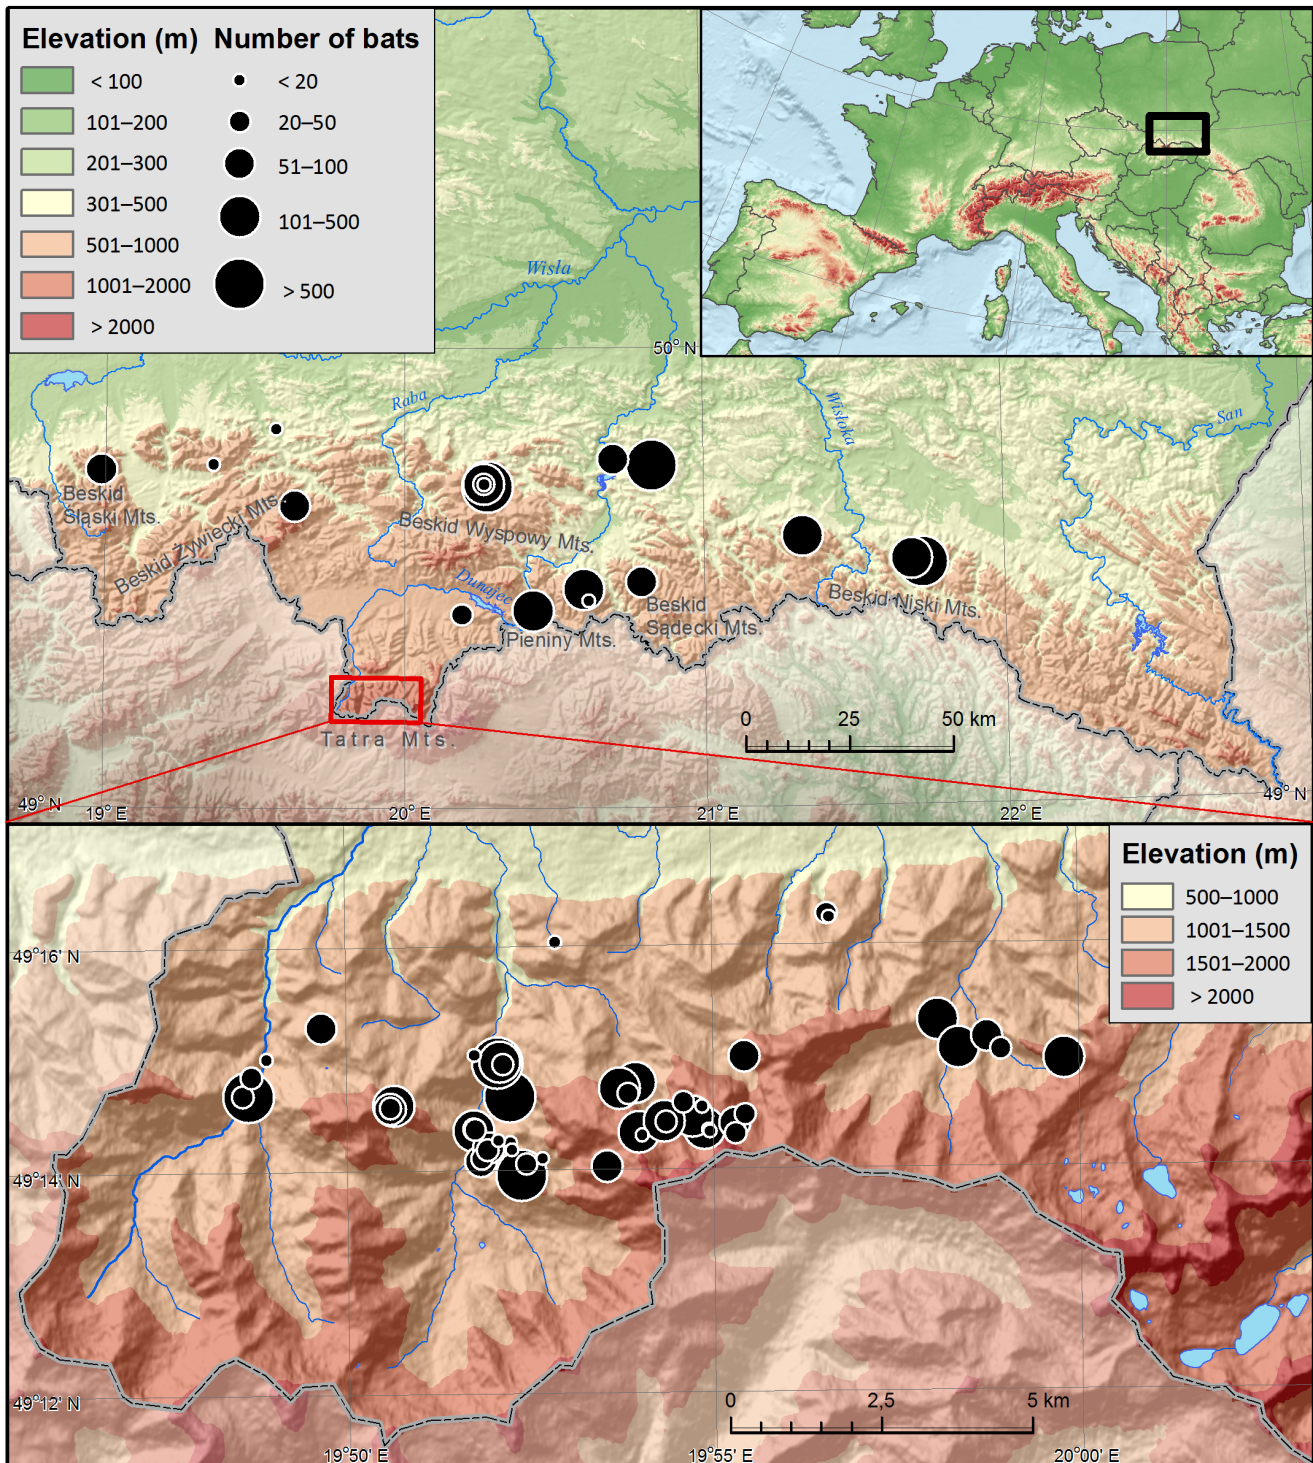 Elevation (m)
Number of bats
< 100
< 20
101–200
20–50
201–300
51–100
301–500
101–500
501–1000
1001–2000
> 500
> 2000
Wisla
50° N
Raba
Wisłoka
San
Beskid
Śląski Mts.
Beskid Żywiecki Mts.
Beskid Wyspowy Mts.
Dunajec
Pieniny Mts.
Beskid
Sądecki Mts.
Beskid Niski Mts.
Tatra Mts.
0
25
50 km
49° N
19° E
20° E
21° E
22° E
49° N
Elevation (m)
500–1000
1001–1500
1501–2000
> 2000
49°16' N
49°14' N
49°12' N
0
2,5
5 km
19°50' E
19°55' E
20°00' E